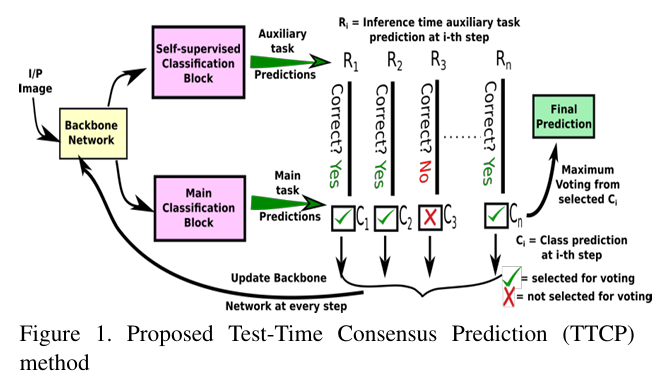 R_i = Inference time auxiliary task
prediction at i-th step
Self-supervised
Classification
Block
Auxiliary
task
Predictions
R_1
R_2
R_3
R_n
I/P
Image
Backbone
Network
Correct? Yes
Correct? Yes
Correct? No
........
Correct? Yes
Final
Prediction
Main
Classification
Block
Main
task
Predictions
C_1
C_2
C_3
C_n
Maximum
Voting from
selected C_i
C_i = Class prediction
at i-th step
Update Backbone
Network at every step
= selected for voting
= not selected for voting
Figure 1. Proposed Test-Time Consensus Prediction (TTCP)
method